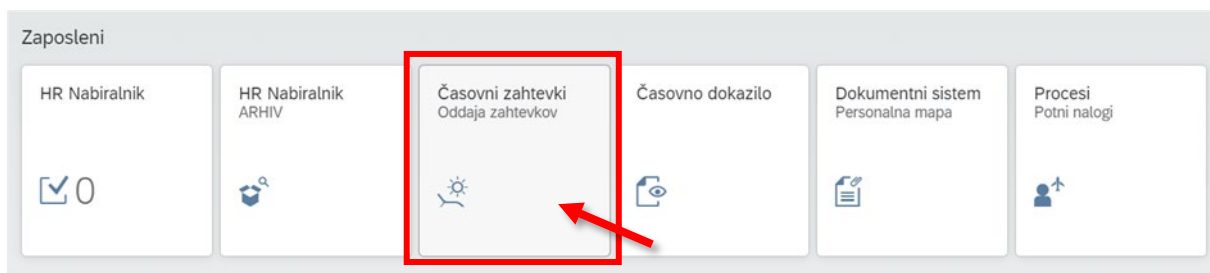 Zaposleni
HR Nabiralnik
HR Nabiralnik
ARHIV
Časovni zahtevki
Oddaja zahtevkov
Časovno dokazilo
Dokumentni sistem
Personalna mapa
Procesi
Potni nalogi
0